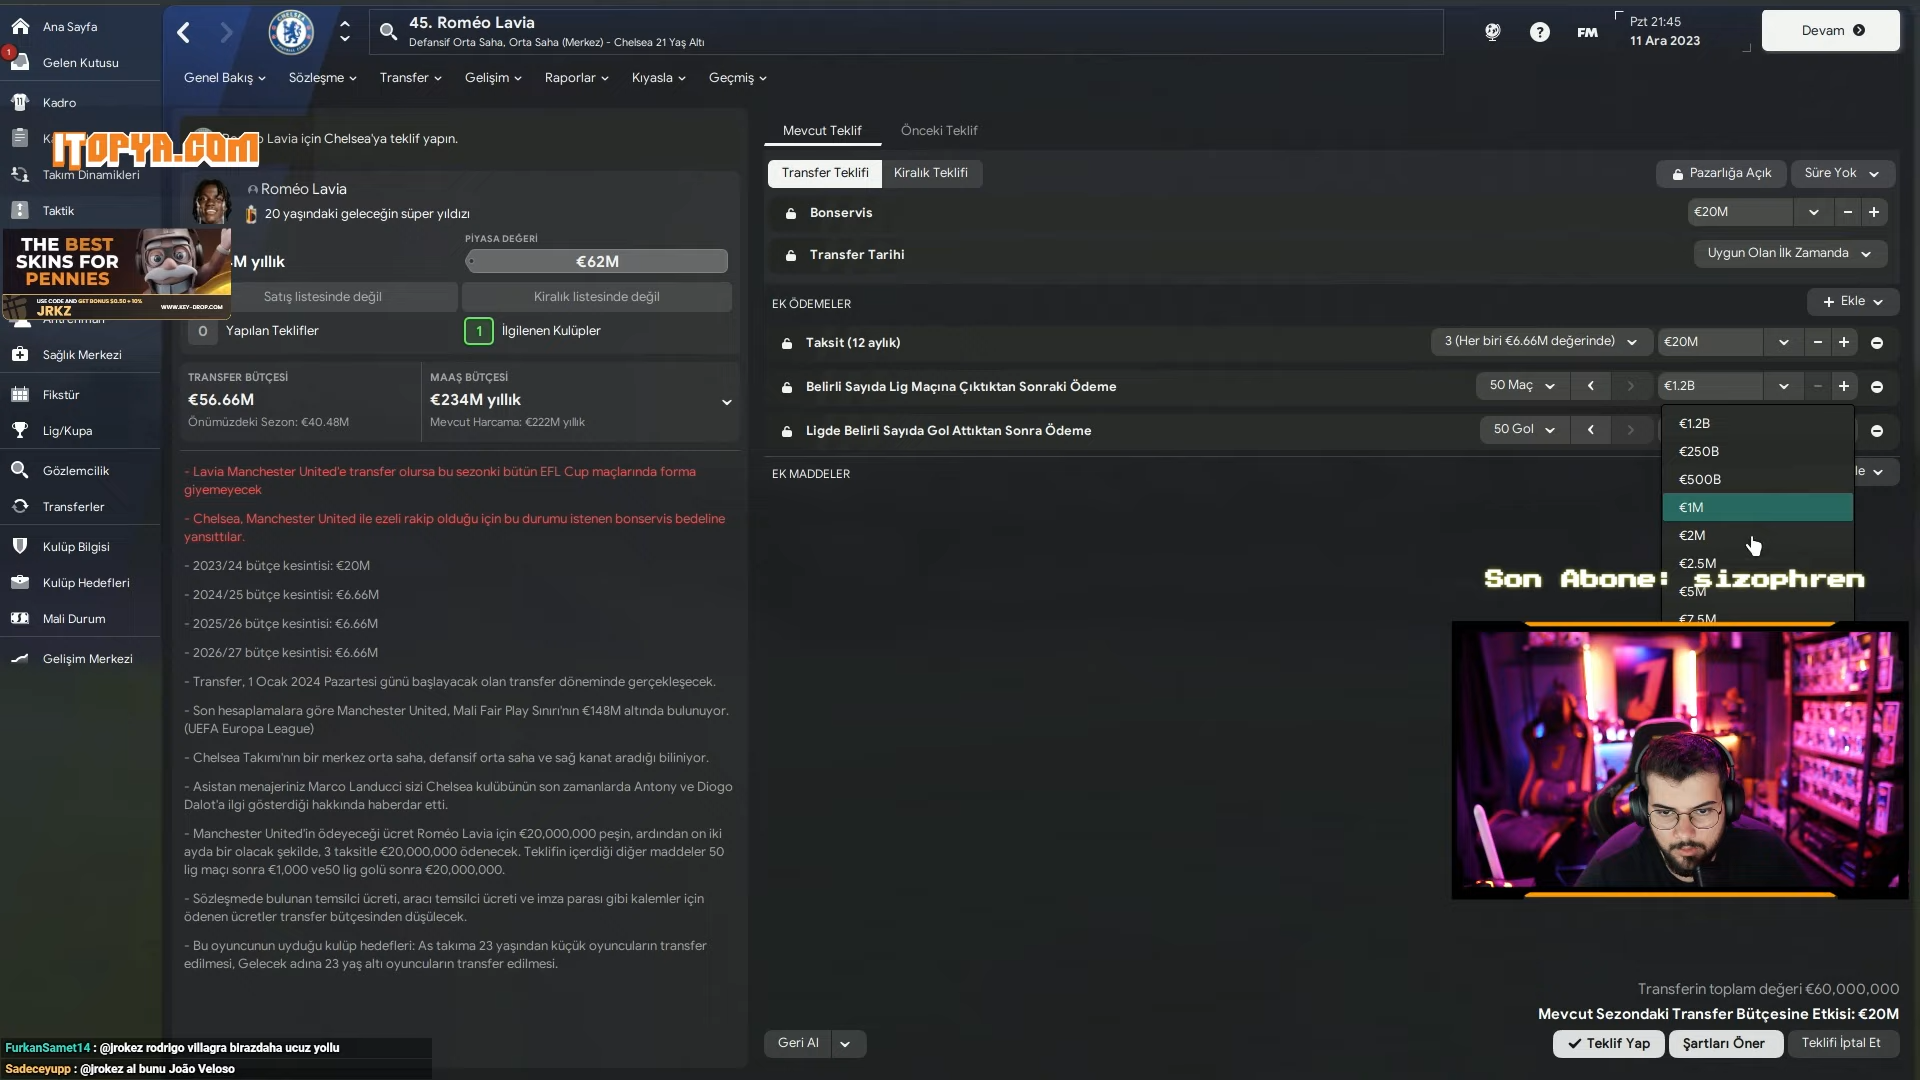 Ana Sayfa
1
Gelen Kutusu
Kadro
ITOPYA.COM
Takım Dinamikleri
Taktik
THE BEST
SKINS FOR
PENNIES
USE CODE AND GET BONUS $0.50 + 10%
JRKZ
WWW.KEY-DROP.COM
Sağlık Merkezi
Fikstür
Lig/Kupa
Gözlemcilik
Transferler
Kulüp Bilgisi
Kulüp Hedefleri
Mali Durum
Gelişim Merkezi
45. Roméo Lavia
Defansif Orta Saha, Orta Saha (Merkez) - Chelsea 21 Yaş Altı
FM
Pzt 21:45
11 Ara 2023
Devam
Genel Bakış
Sözleşme
Transfer
Gelişim
Raporlar
Kıyasla
Geçmiş
Lavia için Chelsea'ya teklif yapın.
Roméo Lavia
20 yaşındaki geleceğin süper yıldızı
PİYASA DEĞERİ
M yıllık
€62M
Satış listesinde değil
Kiralık listesinde değil
0 Yapılan Teklifler
1 İlgilenen Kulüpler
TRANSFER BÜTÇESİ
€56.66M
Önümüzdeki Sezon: €40.48M
MAAŞ BÜTÇESİ
€234M yıllık
Mevcut Harcama: €222M yıllık
- Lavia Manchester United'e transfer olursa bu sezonki bütün EFL Cup maçlarında forma
giyemeyecek
- Chelsea, Manchester United ile ezeli rakip olduğu için bu durumu istenen bonservis bedeline
yansıttılar.
- 2023/24 bütçe kesintisi: €20M
- 2024/25 bütçe kesintisi: €6.66M
- 2025/26 bütçe kesintisi: €6.66M
- 2026/27 bütçe kesintisi: €6.66M
- Transfer, 1 Ocak 2024 Pazartesi günü başlayacak olan transfer döneminde gerçekleşecek.
- Son hesaplamalara göre Manchester United, Mali Fair Play Sınırı'nın €148M altında bulunuyor.
(UEFA Europa League)
- Chelsea Takımı'nın bir merkez orta saha, defansif orta saha ve sağ kanat aradığı biliniyor.
- Asistan menajeriniz Marco Landucci sizi Chelsea kulübünün son zamanlarda Antony ve Diogo
Dalot'a ilgi gösterdiği hakkında haberdar etti.
- Manchester United'in ödeyeceği ücret Roméo Lavia için €20,000,000 peşin, ardından on iki
ayda bir olacak şekilde, 3 taksitle €20,000,000 ödenecek. Teklifin içerdiği diğer maddeler 50
lig maçı sonra €1,000 ve50 lig golü sonra €20,000,000.
- Sözleşmede bulunan temsilci ücreti, aracı temsilci ücreti ve imza parası gibi kalemler için
ödenen ücretler transfer bütçesinden düşülecek.
- Bu oyuncunun uyduğu kulüp hedefleri: As takıma 23 yaşından küçük oyuncuların transfer
edilmesi, Gelecek adına 23 yaş altı oyuncuların transfer edilmesi.
Mevcut Teklif
Önceki Teklif
Transfer Teklifi
Kiralık Teklifi
Pazarlığa Açık
Süre Yok
Bonservis
€20M
Transfer Tarihi
Uygun Olan İlk Zamanda
EK ÖDEMELER
Ekle
Taksit (12 aylık)
3 (Her biri €6.66M değerinde)
€20M
Belirli Sayıda Lig Maçına Çıktıktan Sonraki Ödeme
50 Maç
€1.2B
Ligde Belirli Sayıda Gol Attıktan Sonra Ödeme
50 Gol
EK MADDELER
le
€1.2B
€250B
€500B
€1M
€2M
€2.5M
€5M
€7.5M
Son Abone: sizophren
Transferin toplam değeri €60,000,000
Mevcut Sezondaki Transfer Bütçesine Etkisi: €20M
Geri Al
Teklif Yap
Şartları Öner
Teklifi İptal Et
FurkanSamet14 : @jrokez rodrigo villagra birazdaha ucuz yollu
Sadeceyupp : @jrokez al bunu João Veloso